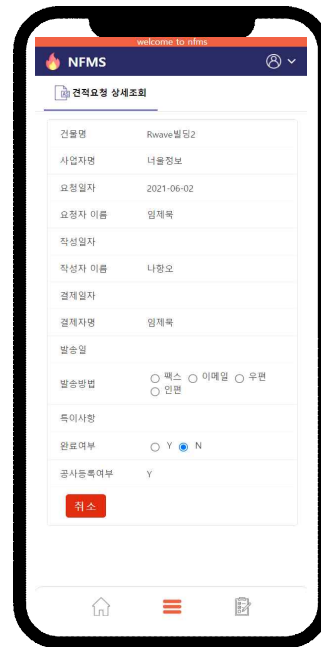 welcome to nfms
NFMS
견적요청 상세조회
건물명 Rwave빌딩2
사업자명 너울정보
요청일자 2021-06-02
요청자 이름 임제묵
작성일자
작성자 이름 나항오
결제일자
결제자명 임제묵
발송일
발송방법 팩스 이메일 우편
인편
특이사항
완료여부 Y N
공사등록여부 Y
취소